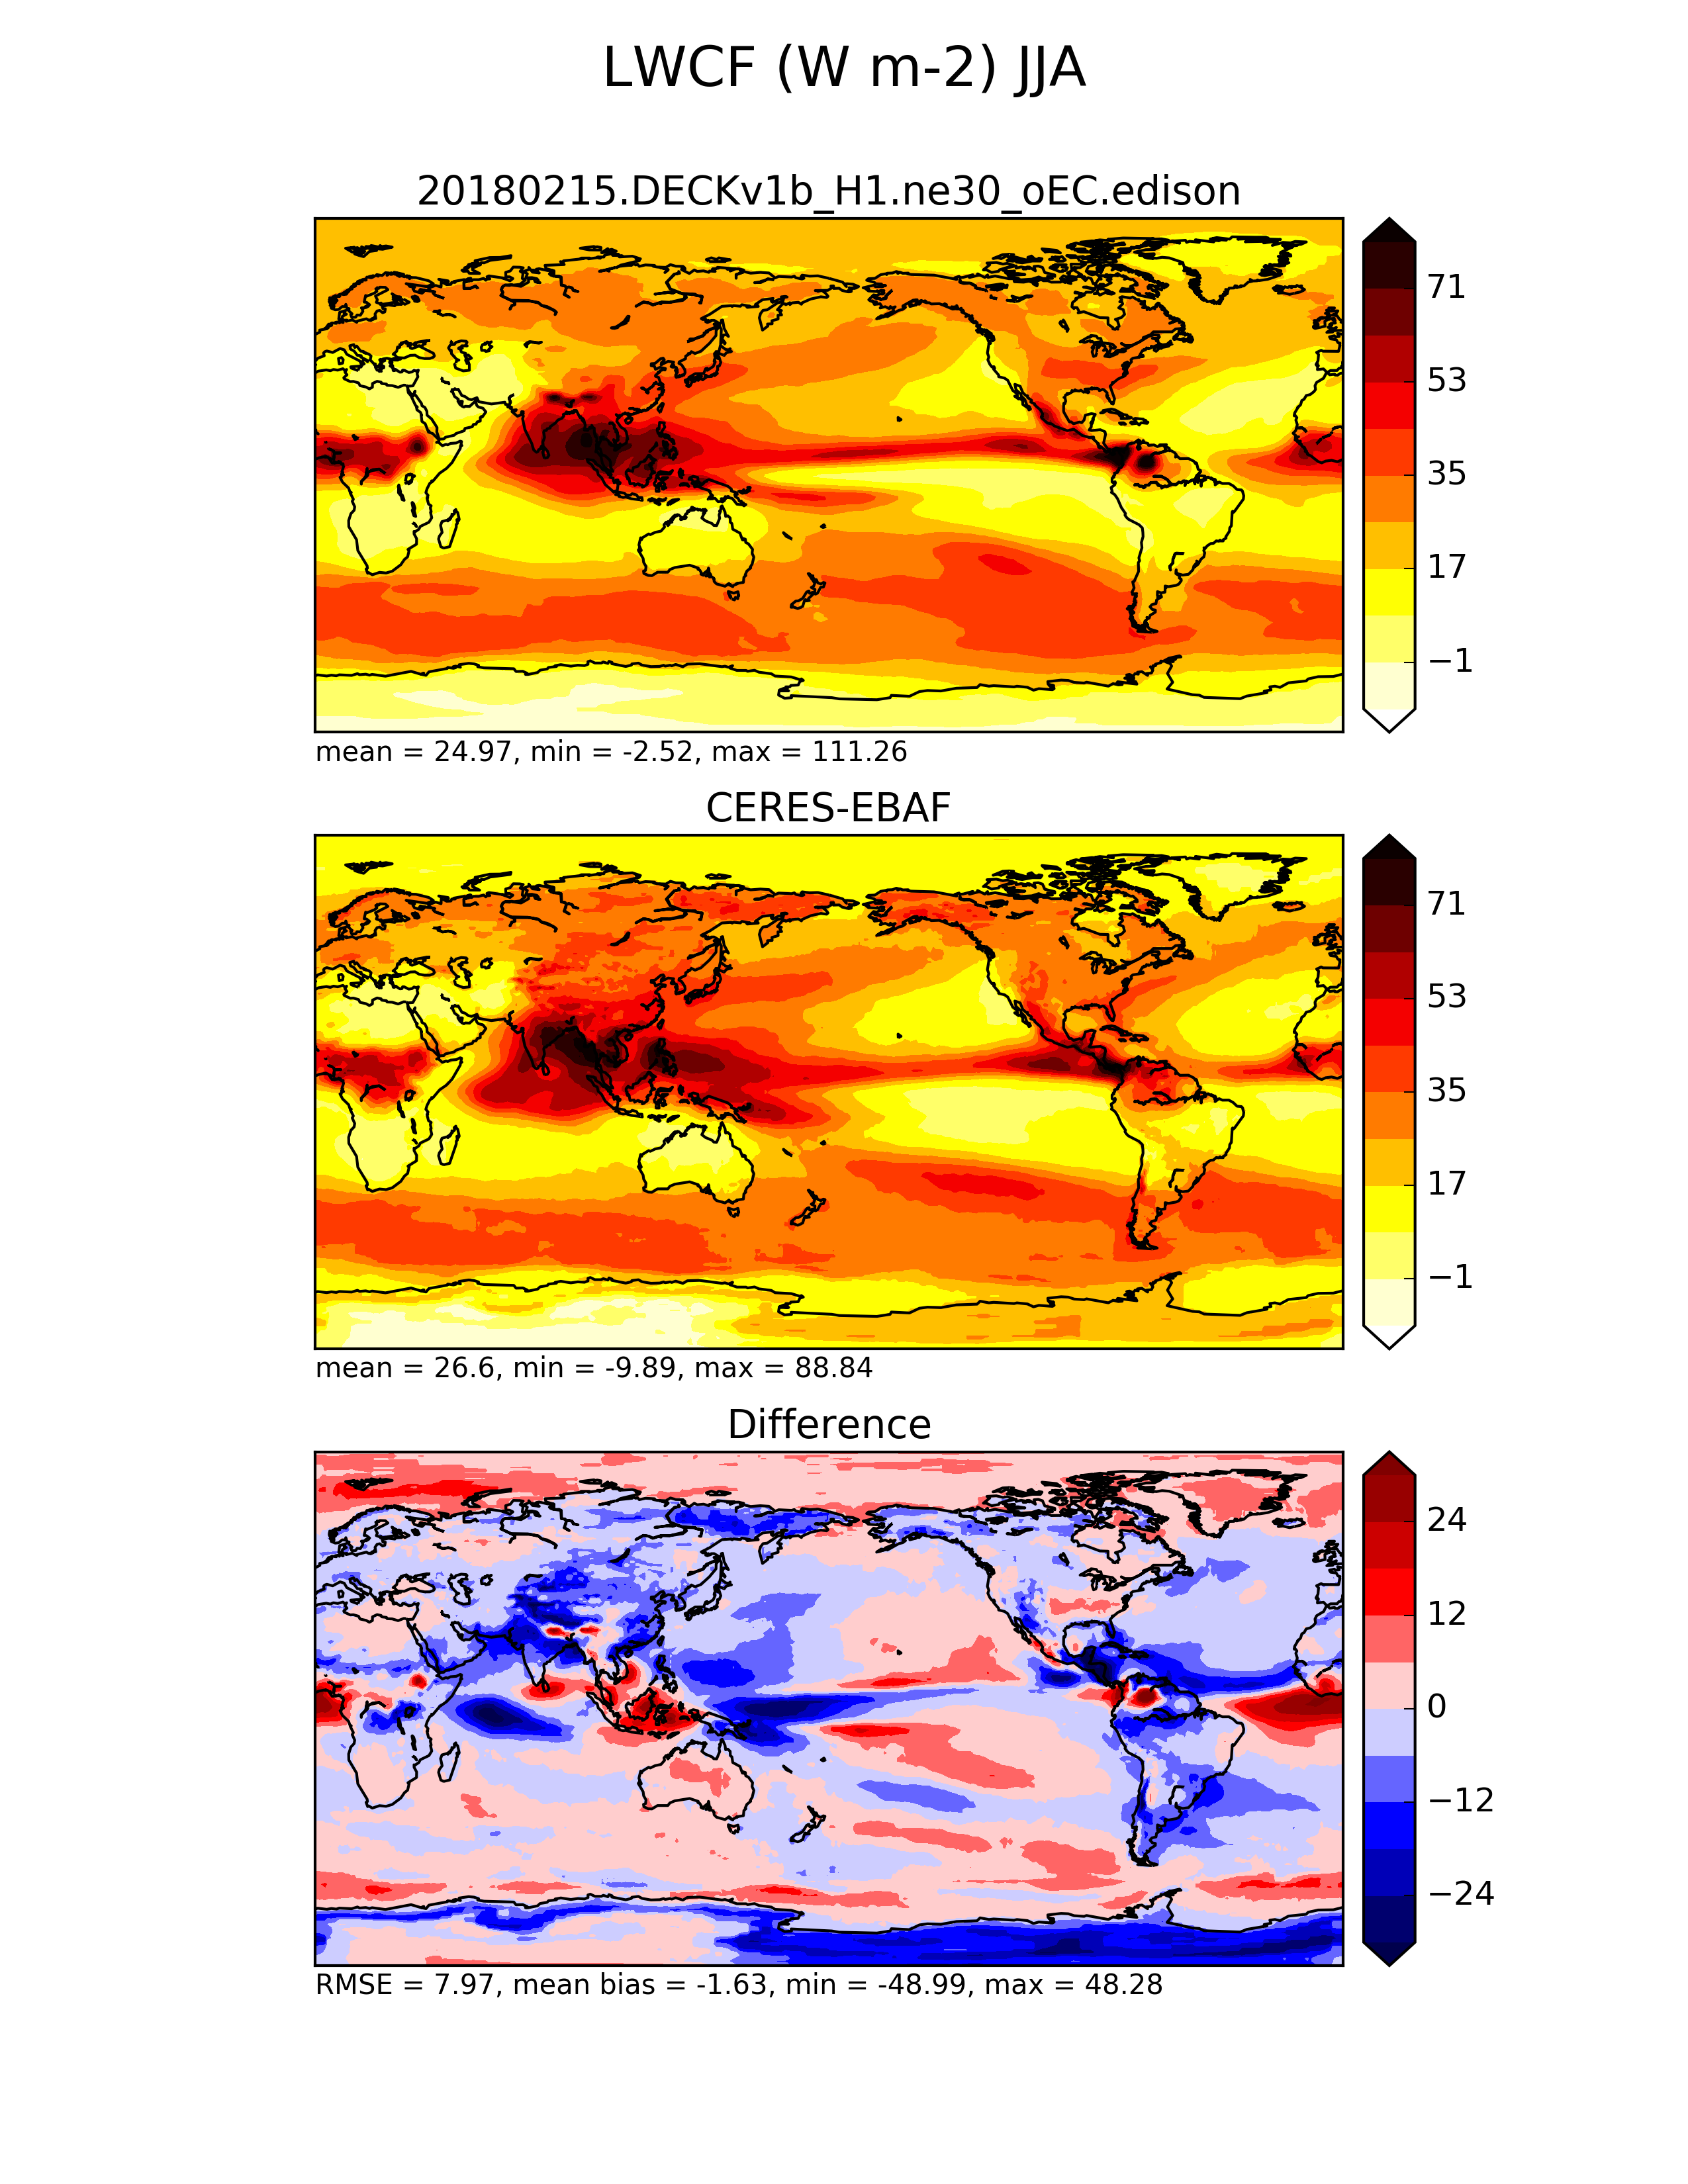 LWCF (W m-2) JJA
20180215.DECKv1b_H1.ne30_oEC.edison
71
53
35
17
−1
mean = 24.97, min = -2.52, max = 111.26
CERES-EBAF
71
53
35
17
−1
mean = 26.6, min = -9.89, max = 88.84
Difference
24
12
0
−12
−24
RMSE = 7.97, mean bias = -1.63, min = -48.99, max = 48.28